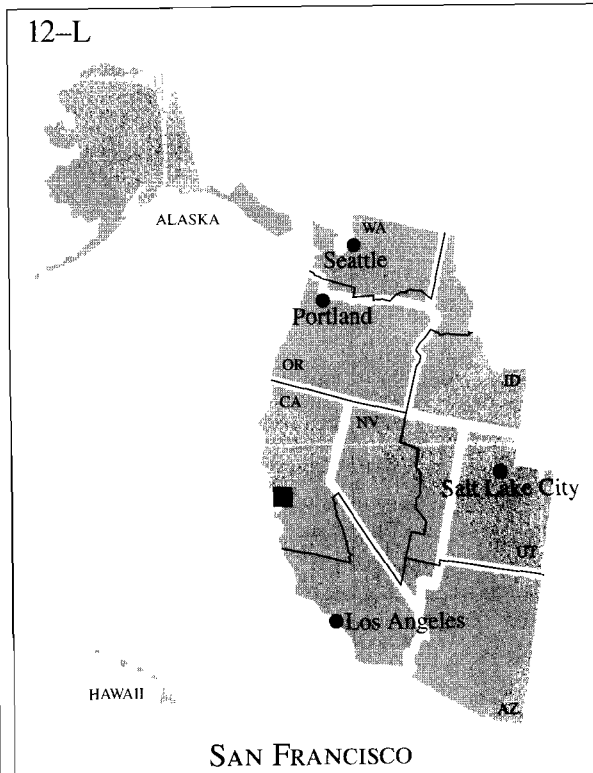 12–L
ALASKA
WA
Seattle
Portland
OR
ID
CA
NV
Salt Lake City
UT
Los Angeles
HAWAII
AZ
SAN FRANCISCO